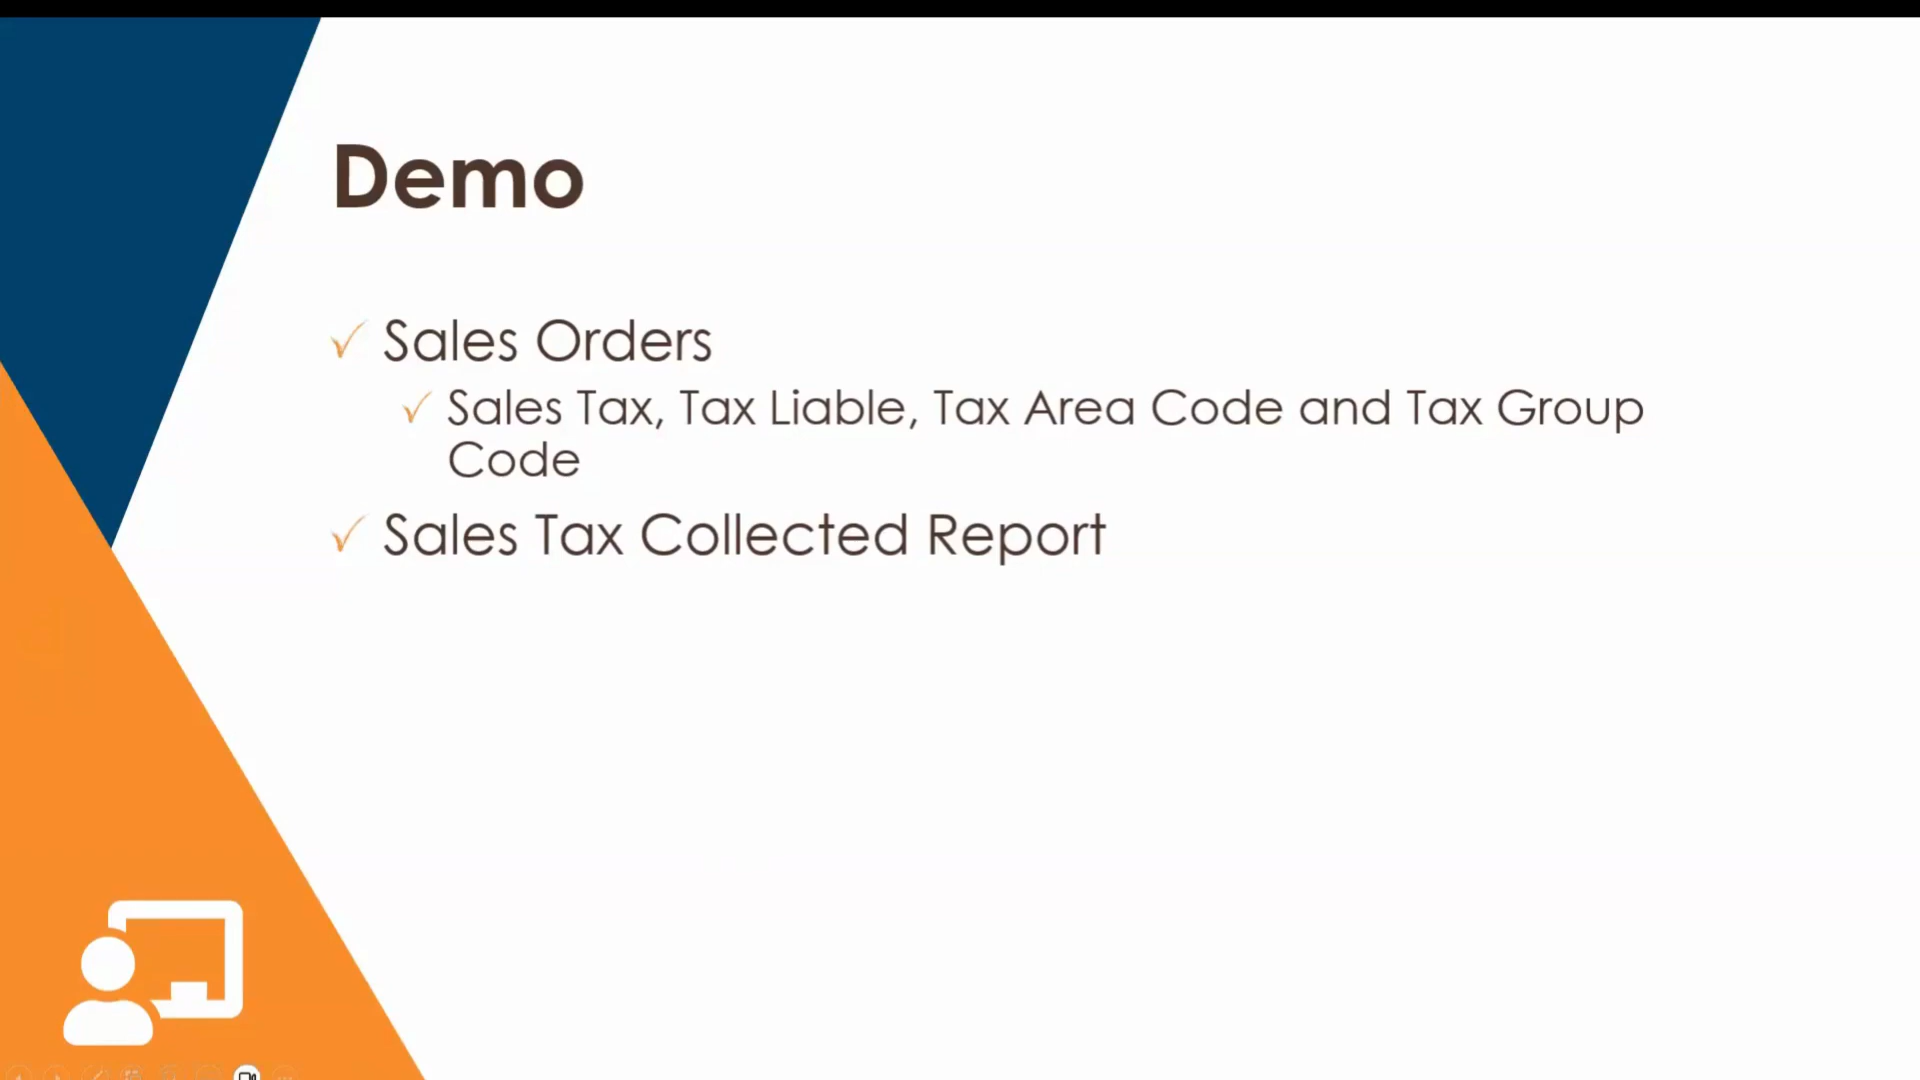 Demo
Sales Orders
Sales Tax, Tax Liable, Tax Area Code and Tax Group
Code
Sales Tax Collected Report